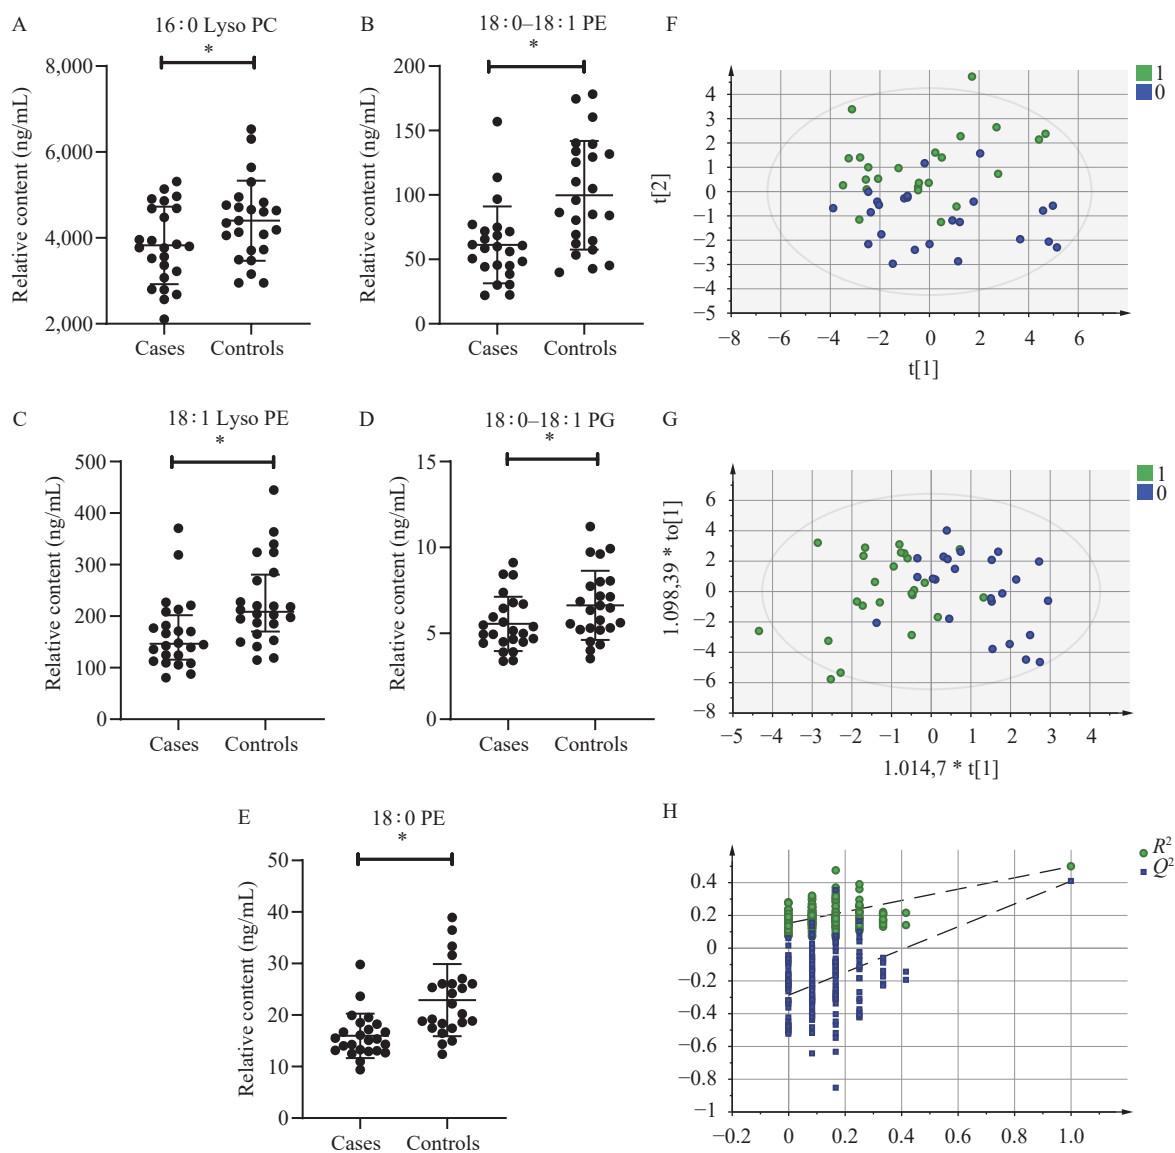 A
16:0 Lyso PC
*
8,000
6,000
4,000
2,000
Relative content (ng/mL)
Cases
Controls
B
18:0–18:1 PE
*
200
150
100
50
0
Relative content (ng/mL)
Cases
Controls
F
1
0
4
3
2
1
0
−1
−2
−3
−4
−5
t[2]
−8
−6
−4
−2
0
2
4
6
t[1]
C
18:1 Lyso PE
*
500
400
300
200
100
0
Relative content (ng/mL)
Cases
Controls
D
18:0–18:1 PG
*
15
10
5
0
Relative content (ng/mL)
Cases
Controls
G
1
0
6
4
2
0
−2
−4
−6
−8
1.098,39 * to[1]
−5
−4
−3
−2
−1
0
1
2
3
4
1.014,7 * t[1]
E
18:0 PE
*
50
40
30
20
10
0
Relative content (ng/mL)
Cases
Controls
H
R²
Q²
0.4
0.2
0
−0.2
−0.4
−0.6
−0.8
−1
−0.2
0
0.2
0.4
0.6
0.8
1.0